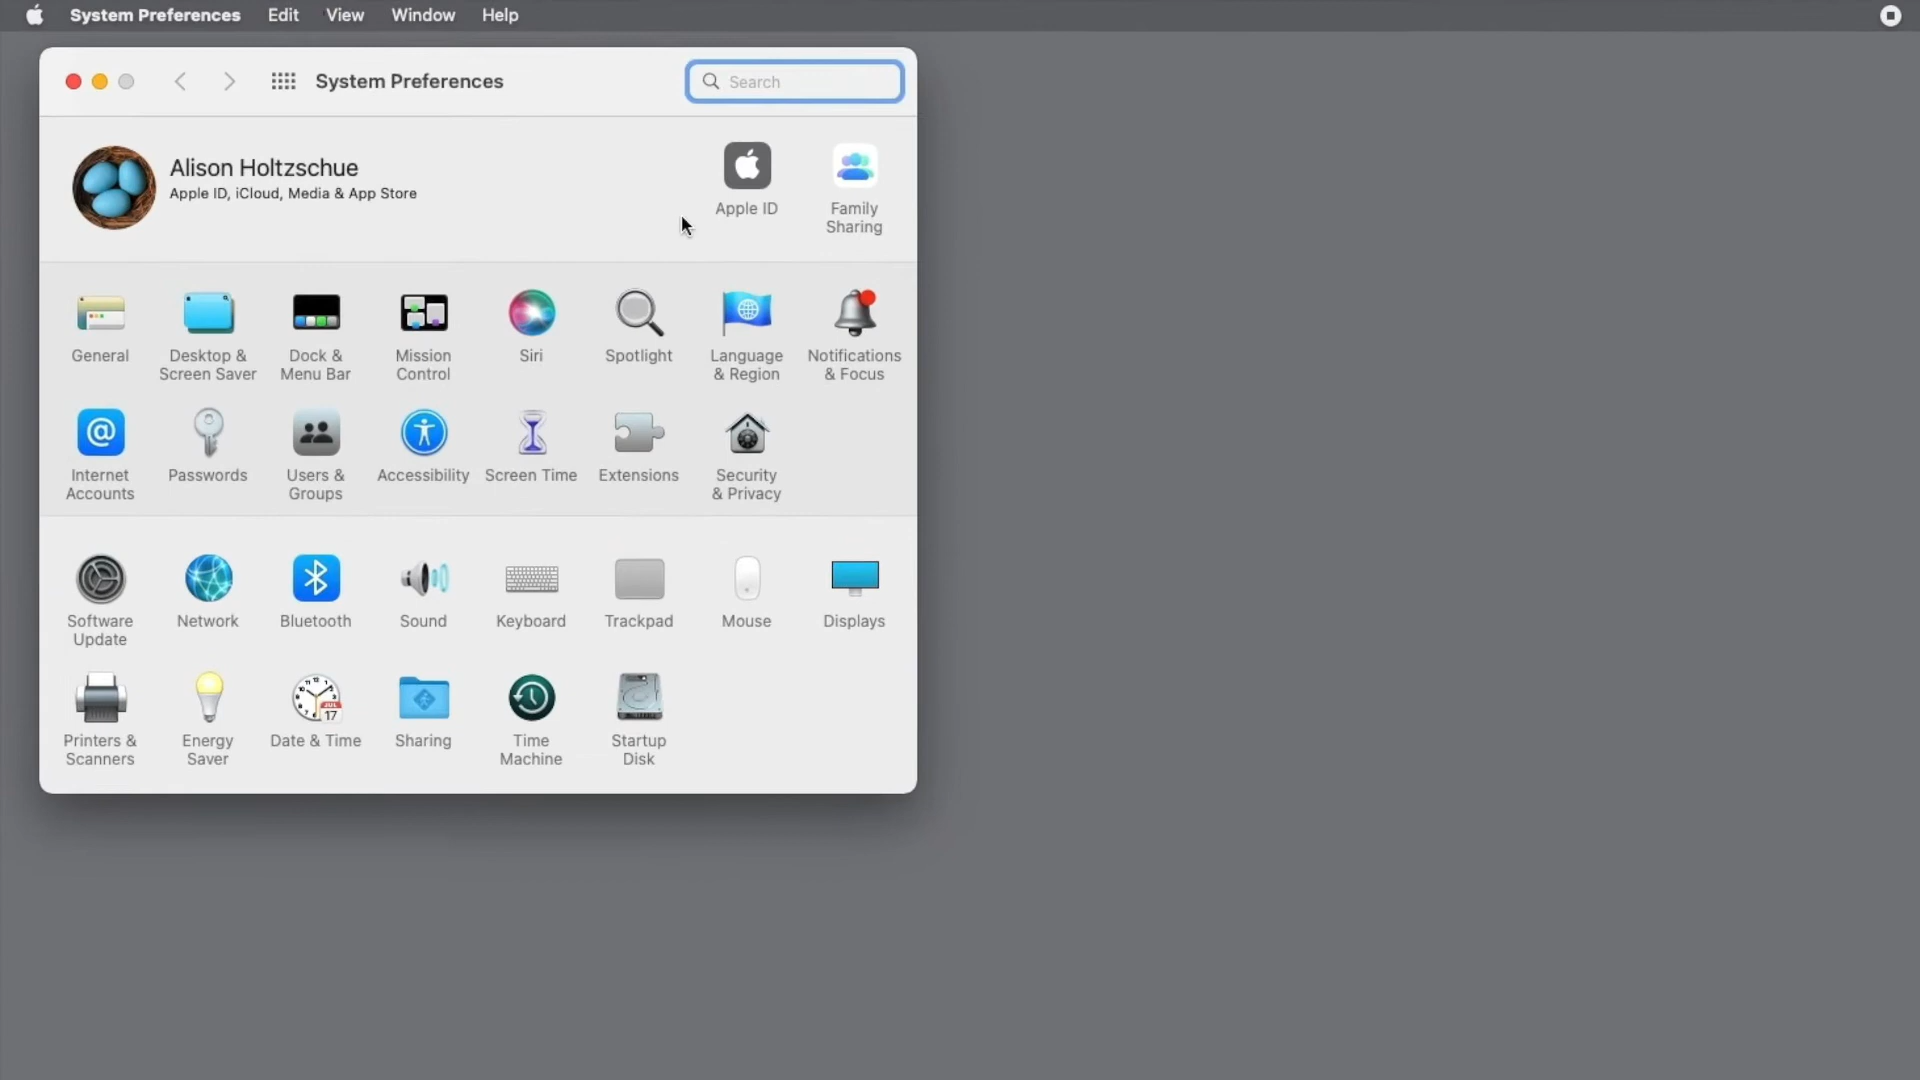 System Preferences Edit View Window Help
System Preferences
Search
Alison Holtzschue
Apple ID, iCloud, Media & App Store
Apple ID
Family
Sharing
General
Desktop &
Screen Saver
Dock &
Menu Bar
Mission
Control
Siri
Spotlight
Language
& Region
Notifications
& Focus
@
Internet
Accounts
Passwords
Users &
Groups
Accessibility
Screen Time
Extensions
Security
& Privacy
Software
Update
Network
Bluetooth
Sound
Keyboard
Trackpad
Mouse
Displays
Printers &
Scanners
Energy
Saver
JUL
17
Date & Time
Sharing
Time
Machine
Startup
Disk